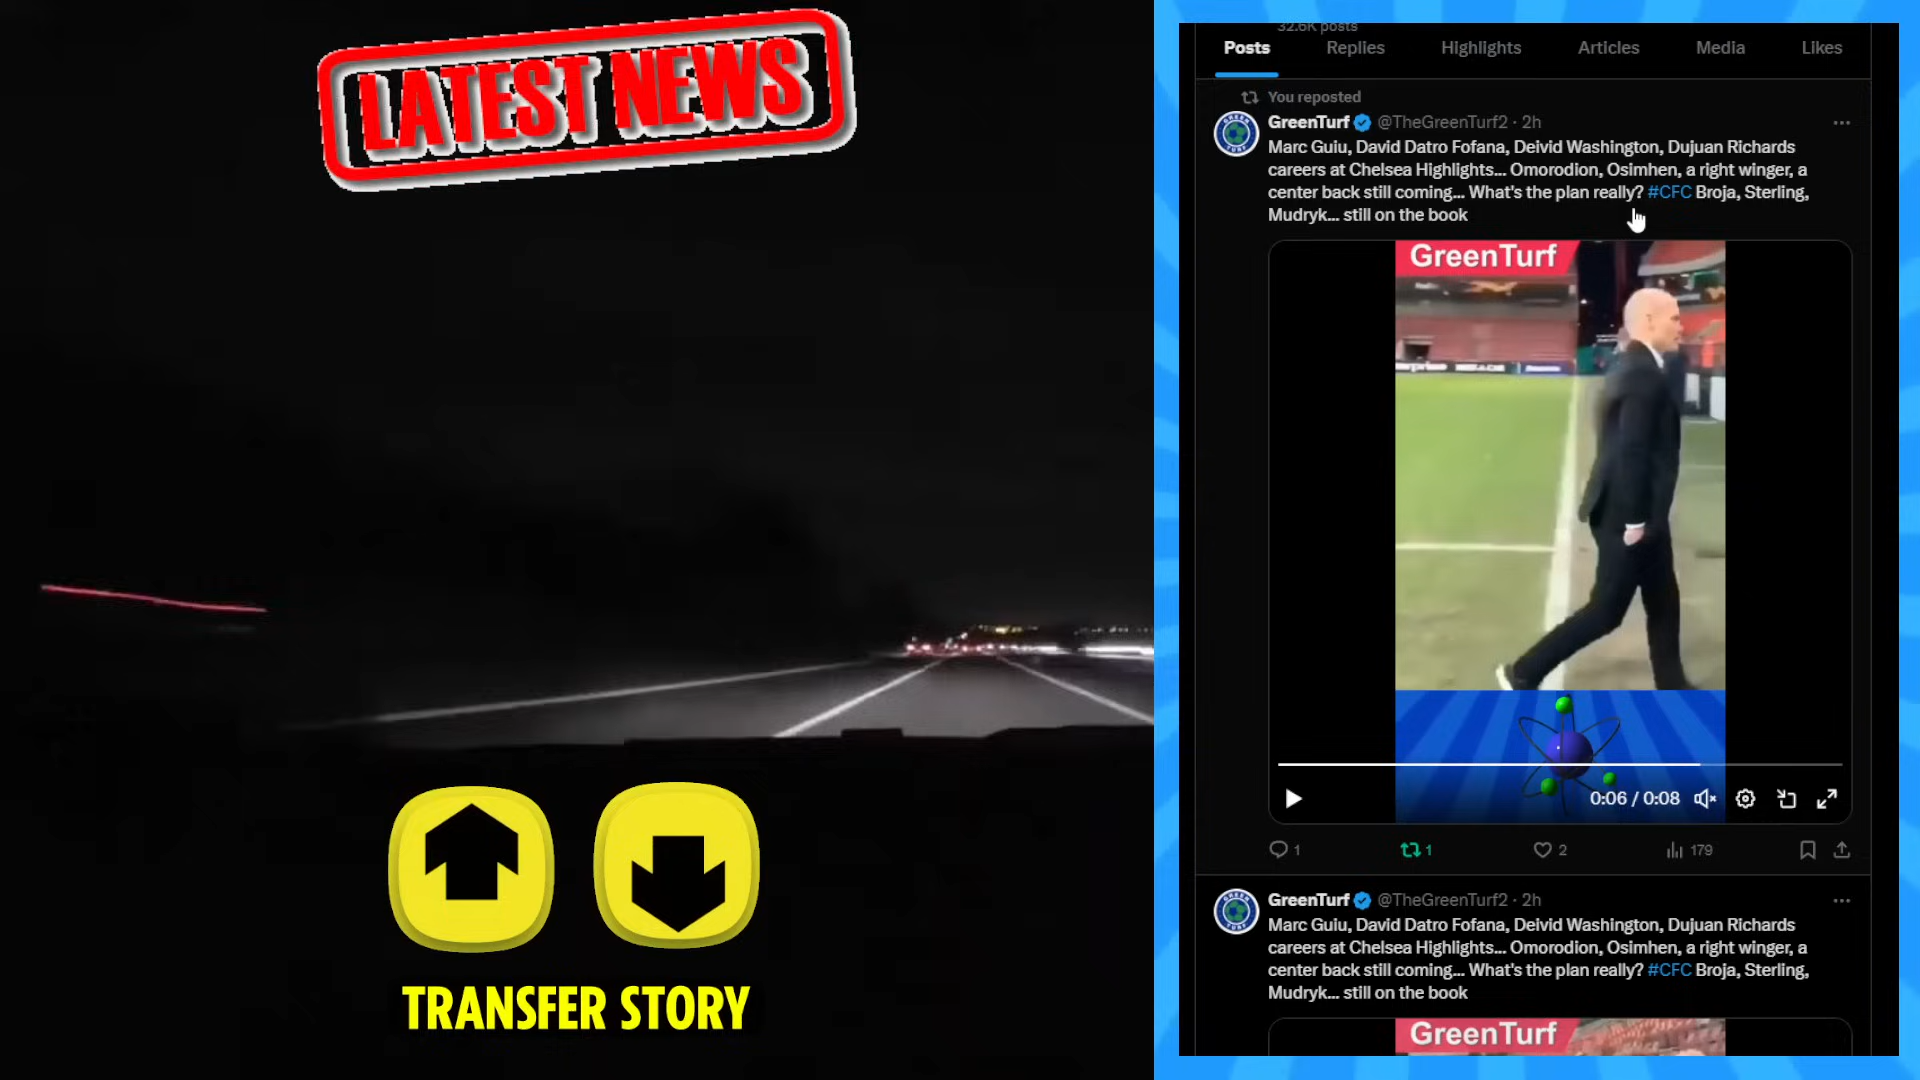 LATEST NEWS
TRANSFER STORY
32.6K posts
Posts Replies Highlights Articles Media Likes
You reposted
GreenTurf @TheGreenTurf2 · 2h
Marc Guiu, David Datro Fofana, Deivid Washington, Dujuan Richards
careers at Chelsea Highlights... Omorodion, Osimhen, a right winger, a
center back still coming... What's the plan really? #CFC Broja, Sterling,
Mudryk... still on the book
GreenTurf
0:06 / 0:08
1 1 2 179
GreenTurf @TheGreenTurf2 · 2h
Marc Guiu, David Datro Fofana, Deivid Washington, Dujuan Richards
careers at Chelsea Highlights... Omorodion, Osimhen, a right winger, a
center back still coming... What's the plan really? #CFC Broja, Sterling,
Mudryk... still on the book
GreenTurf